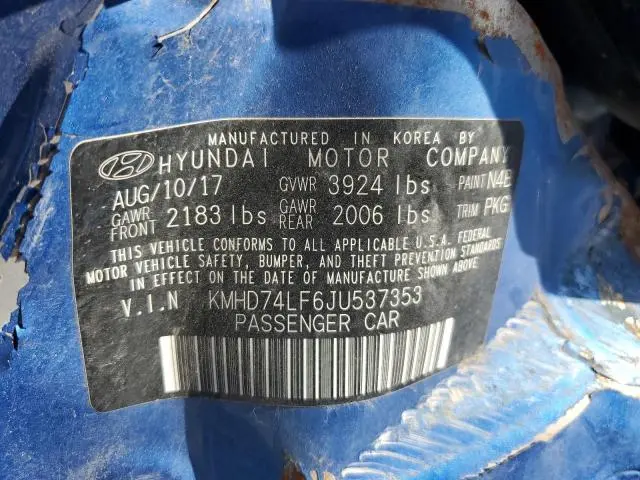 MANUFACTURED IN KOREA BY
HYUNDAI MOTOR COMPANY
AUG/10/17 GVWR 3924 lbs PAINT N4E
GAWR FRONT 2183 lbs GAWR REAR 2006 lbs TRIM PKG
THIS VEHICLE CONFORMS TO ALL APPLICABLE U.S.A. FEDERAL
MOTOR VEHICLE SAFETY, BUMPER, AND THEFT PREVENTION STANDARDS
IN EFFECT ON THE DATE OF MANUFACTURE SHOWN ABOVE.
V.I.N KMHD74LF6JU537353
PASSENGER CAR